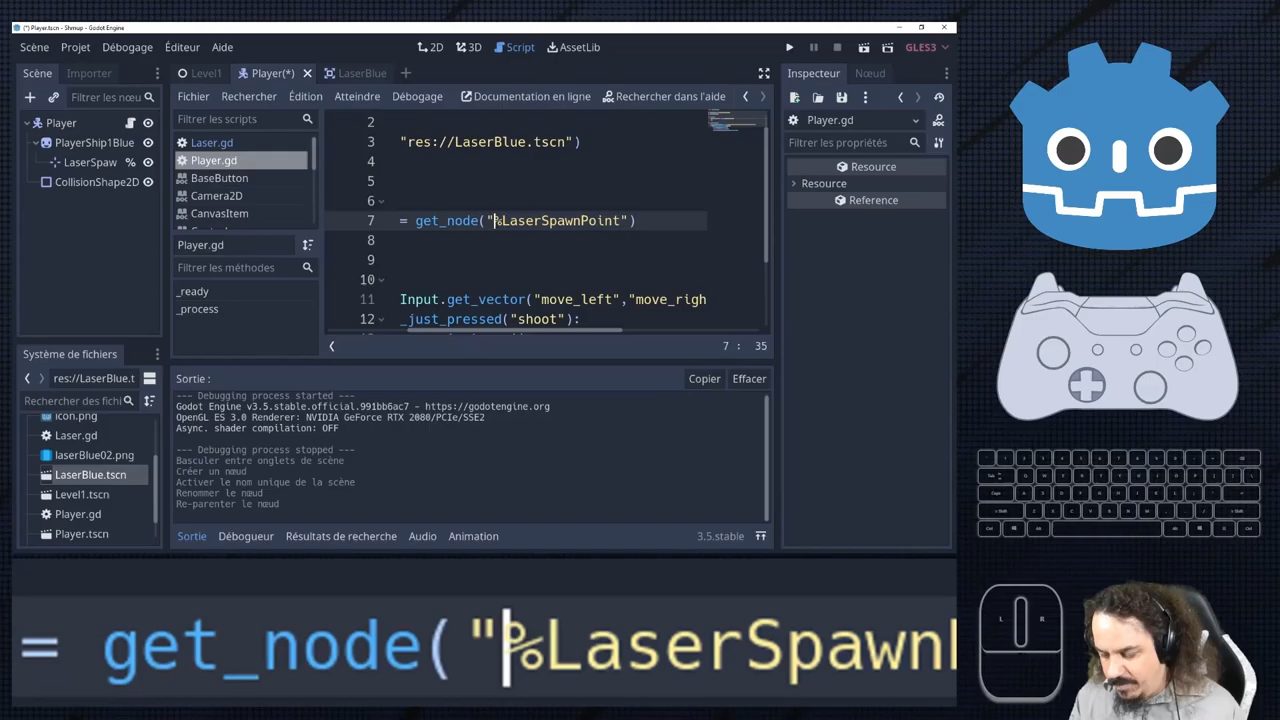 (*) Player.tscn - Shmup - Godot Engine
Scène Projet Débogage Éditeur Aide
2D 3D Script AssetLib
GLES3
Scène Importer
Level1 Player(*) LaserBlue
Inspecteur Nœud
Filtrer les nœu
Fichier Rechercher Édition Atteindre Débogage Documentation en ligne Rechercher dans l'aide
Player
PlayerShip1Blue
LaserSpaw %
CollisionShape2D
Filtrer les scripts
Laser.gd
Player.gd
BaseButton
Camera2D
CanvasItem
Player.gd
Filtrer les méthodes
_ready
_process
2
3 "res://LaserBlue.tscn")
4
5
6
7 = get_node("%LaserSpawnPoint")
8
9
10
11 Input.get_vector("move_left","move_righ
12 _just_pressed("shoot"):
7 : 35
Player.gd
Filtrer les propriétés
Resource
Resource
Reference
Système de fichiers
res://LaserBlue.t
Rechercher des fichi
icon.png
Laser.gd
laserBlue02.png
LaserBlue.tscn
Level1.tscn
Player.gd
Player.tscn
Sortie :
Copier Effacer
--- Debugging process started ---
Godot Engine v3.5.stable.official.991bb6ac7 - https://godotengine.org
OpenGL ES 3.0 Renderer: NVIDIA GeForce RTX 2080/PCIe/SSE2
Async. shader compilation: OFF
--- Debugging process stopped ---
Basculer entre onglets de scène
Créer un nœud
Activer le nom unique de la scène
Renommer le nœud
Re-parenter le nœud
Sortie Débogueur Résultats de recherche Audio Animation 3.5.stable
= get_node("%LaserSpawn
L R